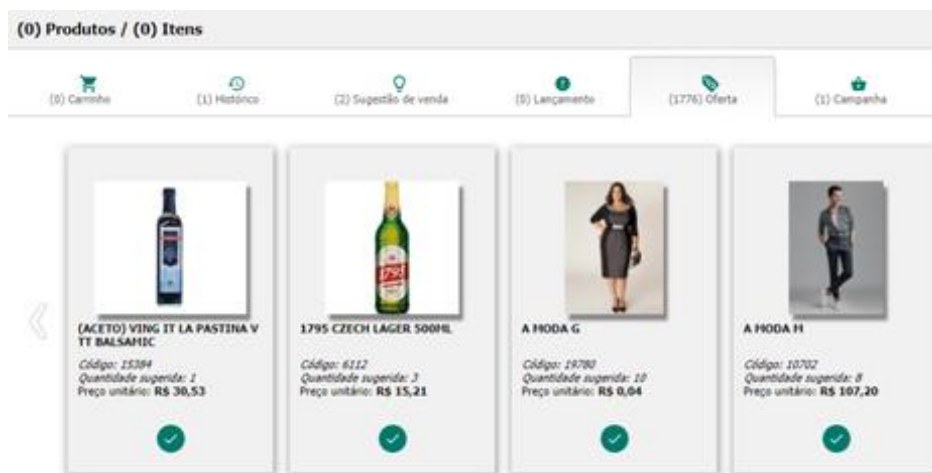 (0) Produtos / (0) Itens
(0) Carrinho
(1) Histórico
(2) Sugestão de venda
(0) Lançamento
(1776) Oferta
(1) Campanha
(ACETO) VING IT LA PASTINA V
TT BALSAMIC
Código: 15384
Quantidade sugerida: 1
Preço unitário: R$ 30,53
1795 CZECH LAGER 500ML
Código: 6112
Quantidade sugerida: 3
Preço unitário: R$ 15,21
A MODA G
Código: 19780
Quantidade sugerida: 10
Preço unitário: R$ 0,04
A MODA M
Código: 10702
Quantidade sugerida: 8
Preço unitário: R$ 107,20
1795